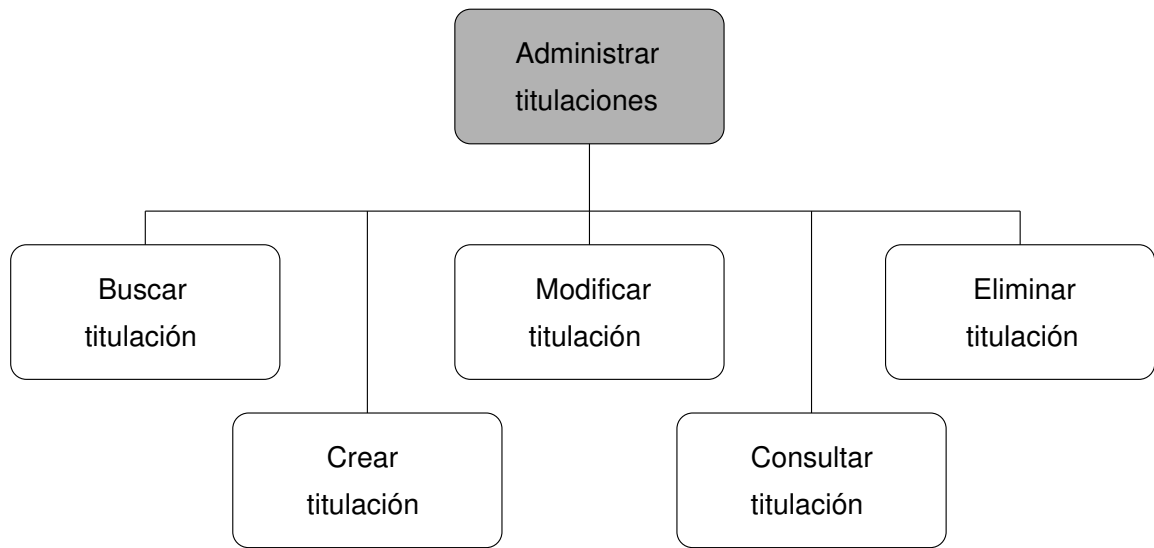 Administrar
titulaciones
Buscar
titulación
Modificar
titulación
Eliminar
titulación
Crear
titulación
Consultar
titulación